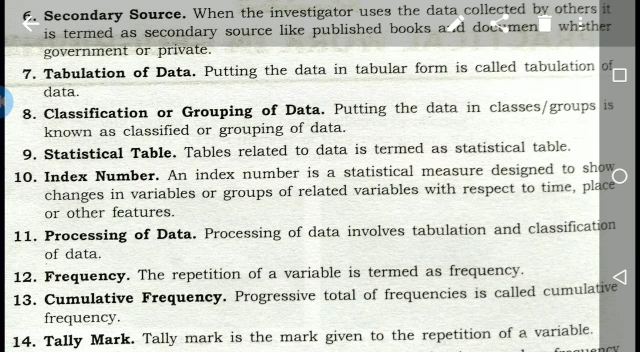 6. Secondary Source. When the investigator uses the data collected by others it
is termed as secondary source like published books and documen whether
government or private.
7. Tabulation of Data. Putting the data in tabular form is called tabulation of
data.
8. Classification or Grouping of Data. Putting the data in classes/groups is
known as classified or grouping of data.
9. Statistical Table. Tables related to data is termed as statistical table.
10. Index Number. An index number is a statistical measure designed to show
changes in variables or groups of related variables with respect to time, place
or other features.
11. Processing of Data. Processing of data involves tabulation and classification
of data.
12. Frequency. The repetition of a variable is termed as frequency.
13. Cumulative Frequency. Progressive total of frequencies is called cumulative
frequency.
14. Tally Mark. Tally mark is the mark given to the repetition of a variable.
frequency